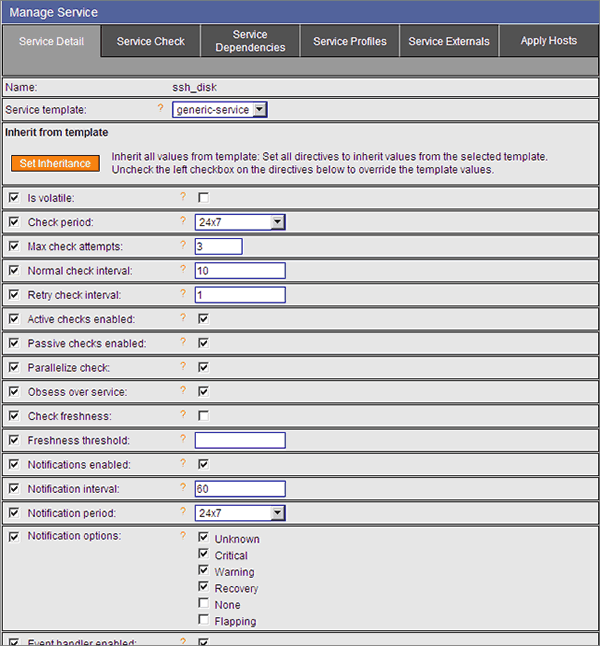 Manage Service
Service Detail
Service Check
Service
Dependencies
Service Profiles
Service Externals
Apply Hosts
Name: ssh_disk
Service template: ? generic-service
Inherit from template
Set Inheritance
Inherit all values from template: Set all directives to inherit values from the selected template.
Uncheck the left checkbox on the directives below to override the template values.
Is volatile: ?
Check period: ? 24x7
Max check attempts: ? 3
Normal check interval: ? 10
Retry check interval: ? 1
Active checks enabled: ?
Passive checks enabled: ?
Parallelize check: ?
Obsess over service: ?
Check freshness: ?
Freshness threshold: ?
Notifications enabled: ?
Notification interval: ? 60
Notification period: ? 24x7
Notification options: ? Unknown
Critical
Warning
Recovery
None
Flapping
Event handler enabled: ?